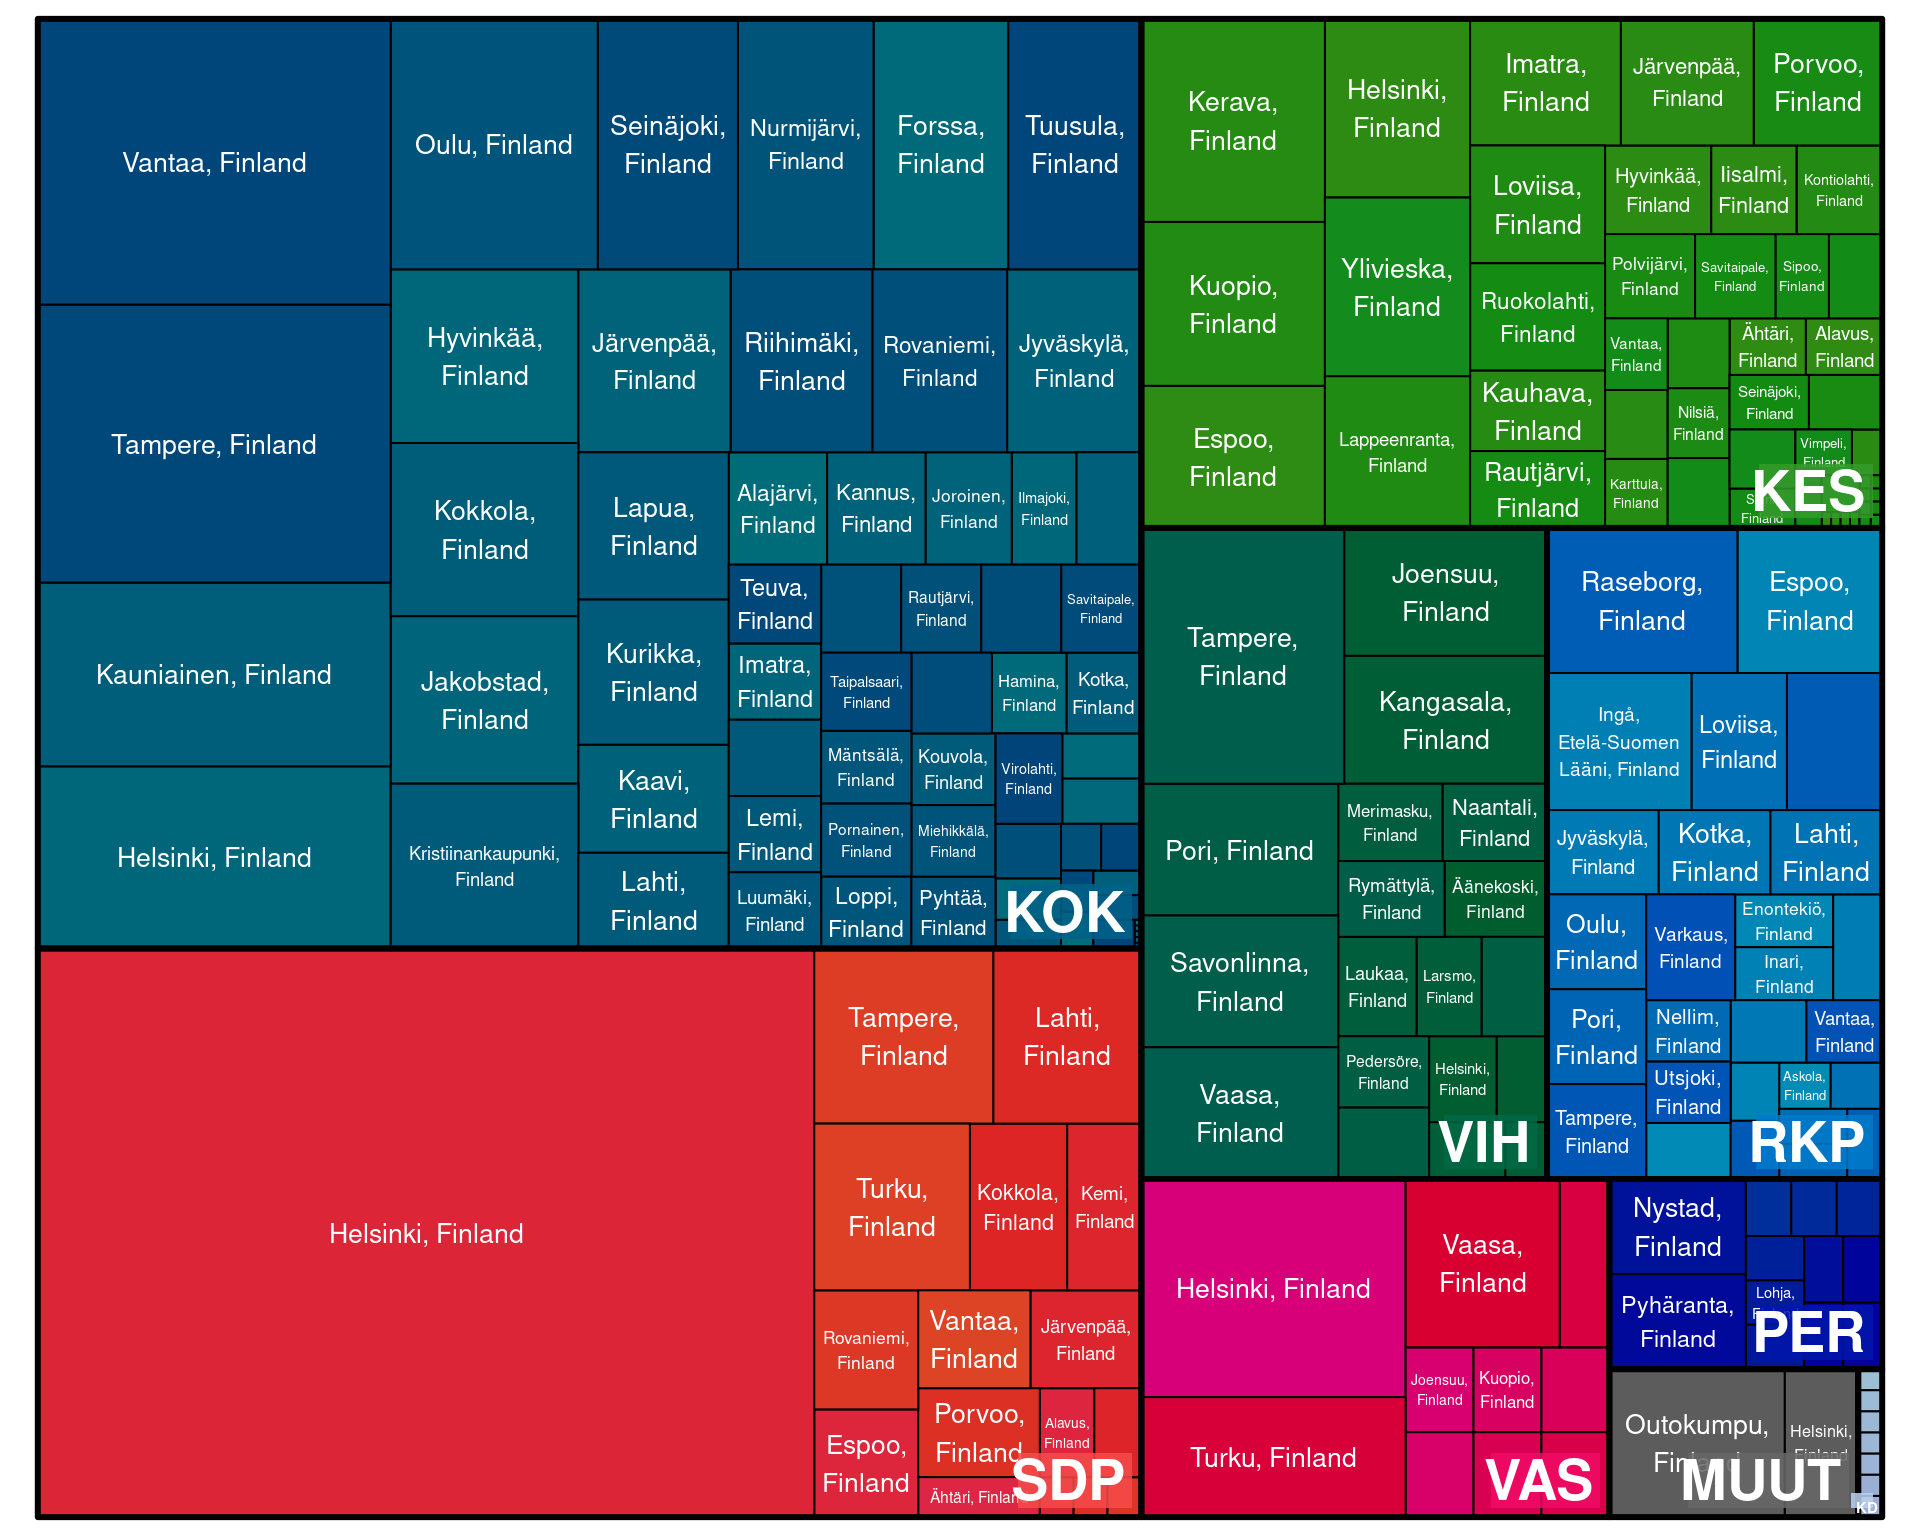 Vantaa, Finland
Tampere, Finland
Kauniainen, Finland
Helsinki, Finland
Oulu, Finland
Seinäjoki,
Finland
Nurmijärvi,
Finland
Forssa,
Finland
Tuusula,
Finland
Hyvinkää,
Finland
Järvenpää,
Finland
Riihimäki,
Finland
Rovaniemi,
Finland
Jyväskylä,
Finland
Kokkola,
Finland
Jakobstad,
Finland
Kristiinankaupunki,
Finland
Lapua,
Finland
Kurikka,
Finland
Kaavi,
Finland
Lahti,
Finland
Alajärvi,
Finland
Kannus,
Finland
Joroinen,
Finland
Ilmajoki,
Finland
Teuva,
Finland
Rautjärvi,
Finland
Savitaipale,
Finland
Imatra,
Finland
Taipalsaari,
Finland
Hamina,
Finland
Kotka,
Finland
Mäntsälä,
Finland
Kouvola,
Finland
Virolahti,
Finland
Lemi,
Finland
Pornainen,
Finland
Miehikkälä,
Finland
Luumäki,
Finland
Loppi,
Finland
Pyhtää,
Finland
KOK
Helsinki, Finland
Tampere,
Finland
Lahti,
Finland
Turku,
Finland
Kokkola,
Finland
Kemi,
Finland
Rovaniemi,
Finland
Vantaa,
Finland
Järvenpää,
Finland
Espoo,
Finland
Porvoo,
Finland
Alavus,
Finland
Ähtäri, Finland
SDP
Kerava,
Finland
Kuopio,
Finland
Espoo,
Finland
Helsinki,
Finland
Ylivieska,
Finland
Lappeenranta,
Finland
Imatra,
Finland
Järvenpää,
Finland
Porvoo,
Finland
Loviisa,
Finland
Ruokolahti,
Finland
Kauhava,
Finland
Rautjärvi,
Finland
Hyvinkää,
Finland
Iisalmi,
Finland
Kontiolahti,
Finland
Polvijärvi,
Finland
Savitaipale,
Finland
Sipoo,
Finland
Vantaa,
Finland
Ähtäri,
Finland
Alavus,
Finland
Seinäjoki,
Finland
Nilsiä,
Finland
Karttula,
Finland
Vimpeli,
Finland
Finland
KES
Tampere,
Finland
Joensuu,
Finland
Kangasala,
Finland
Pori, Finland
Savonlinna,
Finland
Vaasa,
Finland
Merimasku,
Finland
Naantali,
Finland
Rymättylä,
Finland
Äänekoski,
Finland
Laukaa,
Finland
Larsmo,
Finland
Pedersöre,
Finland
Helsinki,
Finland
VIH
Raseborg,
Finland
Espoo,
Finland
Ingå,
Etelä-Suomen
Lääni, Finland
Loviisa,
Finland
Jyväskylä,
Finland
Kotka,
Finland
Lahti,
Finland
Oulu,
Finland
Varkaus,
Finland
Enontekiö,
Finland
Inari,
Finland
Pori,
Finland
Nellim,
Finland
Vantaa,
Finland
Utsjoki,
Finland
Askola,
Finland
Tampere,
Finland
RKP
Helsinki, Finland
Turku, Finland
Vaasa,
Finland
Joensuu,
Finland
Kuopio,
Finland
VAS
Nystad,
Finland
Pyhäranta,
Finland
Lohja,
PER
Outokumpu,
Finland
Helsinki,
Finland
MUUT
KD